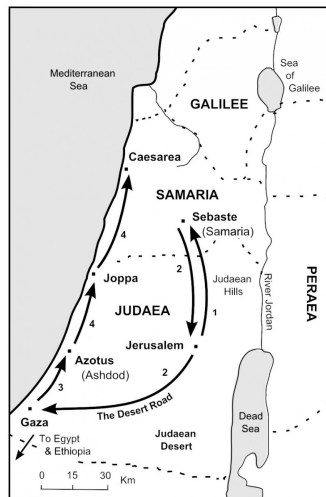 Mediterranean
Sea
Sea
of
Galilee
GALILEE
Caesarea
SAMARIA
4
Sebaste
(Samaria)
2
Judaean
Hills
1
River Jordan
PERAEA
Joppa
JUDAEA
4
Jerusalem
Azotus
(Ashdod)
2
3
The Desert Road
Gaza
Dead
Sea
To Egypt
& Ethiopia
Judaean
Desert
0
15
30
Km